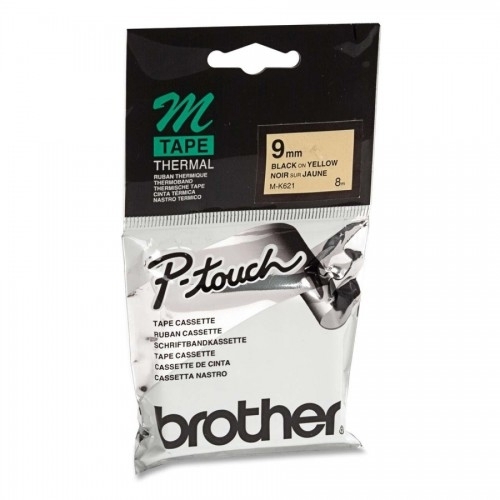 m
TAPE
THERMAL
RUBAN THERMIQUE
THERMOBAND
THERMISCHE TAPE
CINTA TÉRMICA
NASTRO TERMICO
9mm
BLACK ON YELLOW
NOIR SUR JAUNE
M-K621 8m
P-touch
TAPE CASSETTE
RUBAN CASSETTE
SCHRIFTBANDKASSETTE
TAPE CASSETTE
CASSETTE DE CINTA
CASSETTA NASTRO
brother